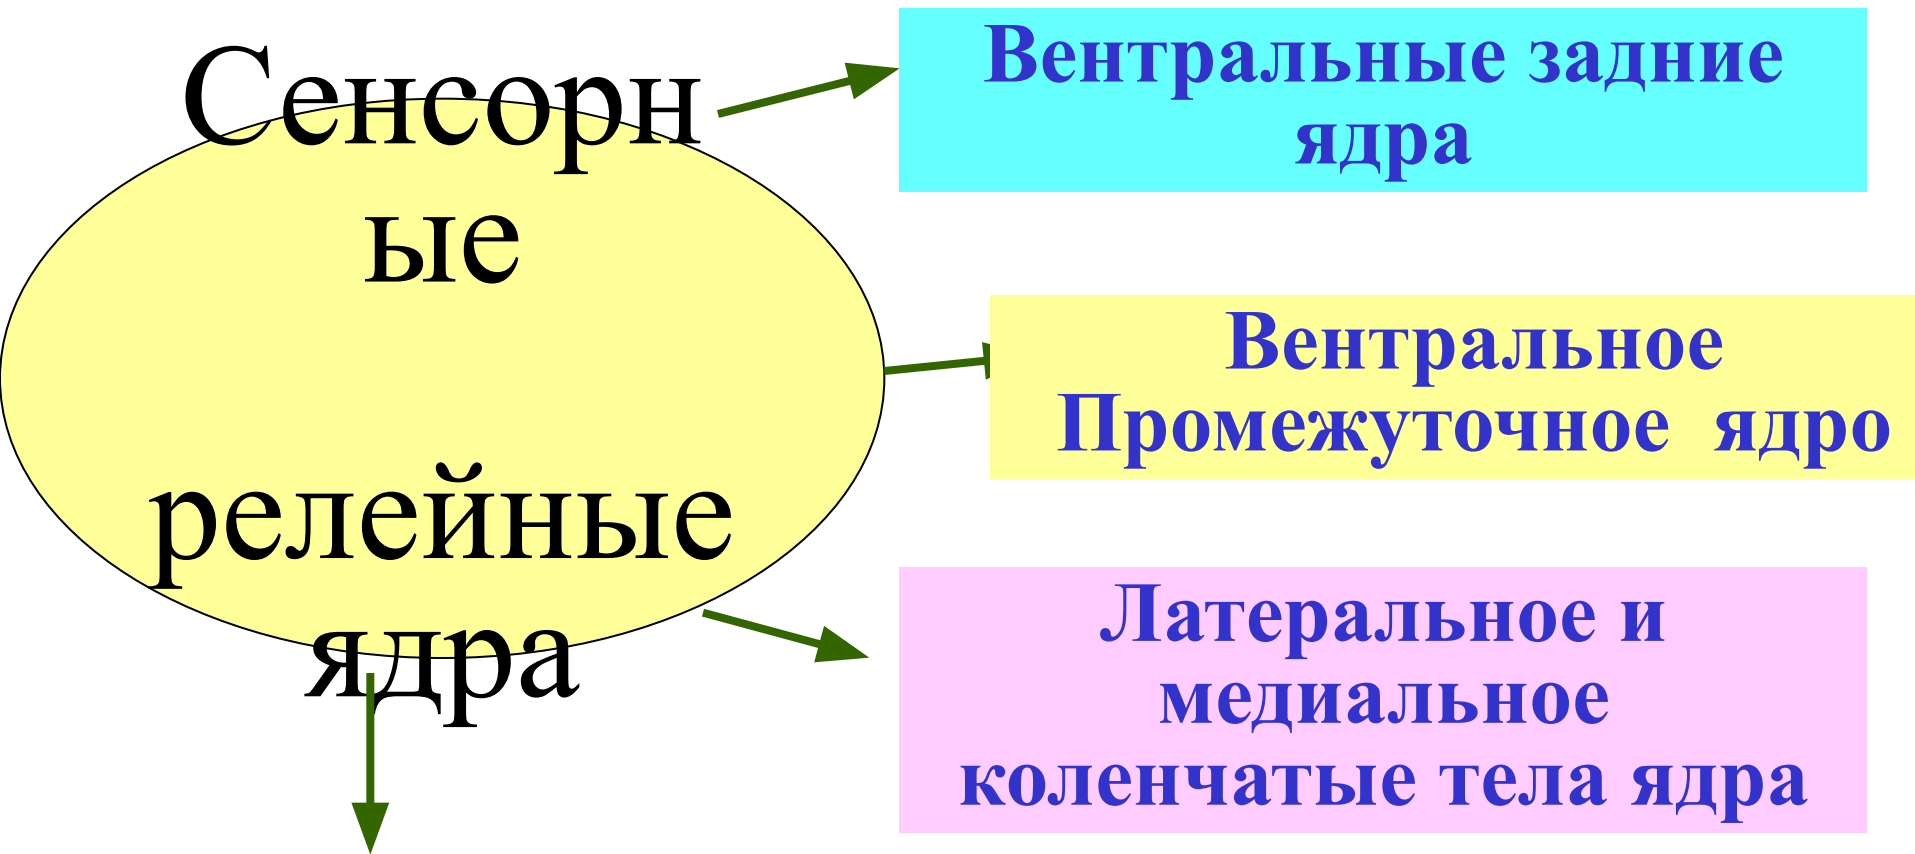 Сенсорн
ые
релейные
ядра
Вентральные задние
ядра
Вентральное
Промежуточное ядро
Латеральное и
медиальное
коленчатые тела ядра